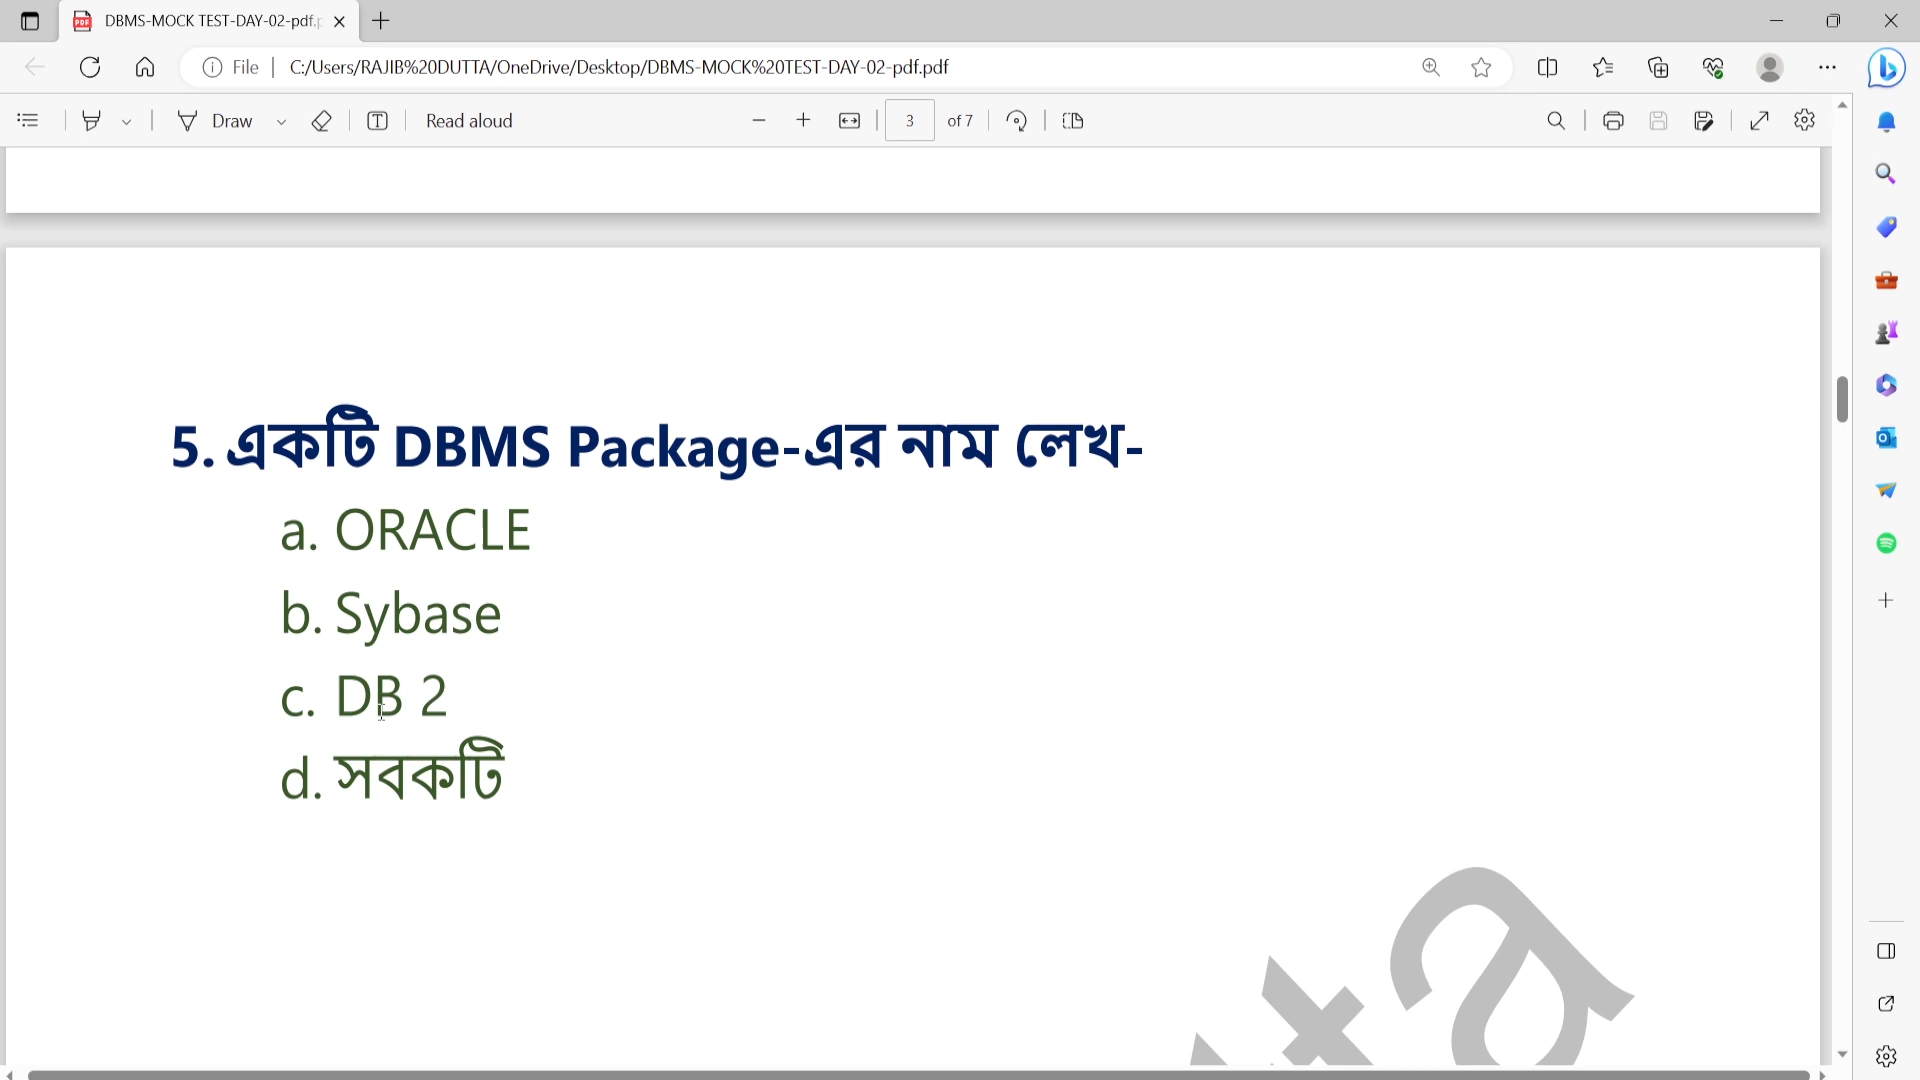 DBMS-MOCK TEST-DAY-02-pdf.p
File
C:/Users/RAJIB%20DUTTA/OneDrive/Desktop/DBMS-MOCK%20TEST-DAY-02-pdf.pdf
Draw
Read aloud
3 of 7
5. একটি DBMS Package-এর নাম লেখ-
a. ORACLE
b. Sybase
c. DB 2
d. সবকটি
ta